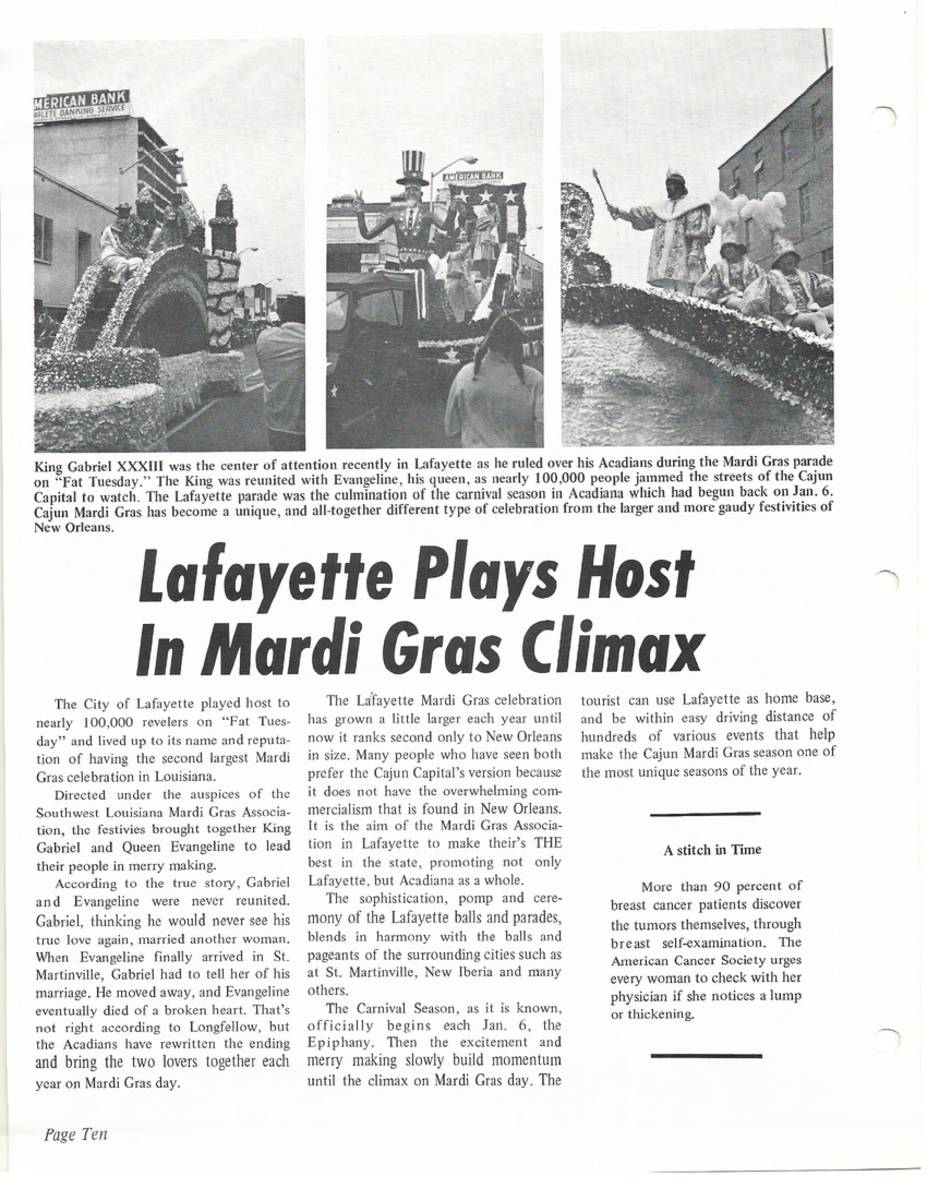 MERICAN BANK
PLETE BANKING SERVICE
AMERICAN BANK
King Gabriel XXXIII was the center of attention recently in Lafayette as he ruled over his Acadians during the Mardi Gras parade
on “Fat Tuesday.” The King was reunited with Evangeline, his queen, as nearly 100,000 people jammed the streets of the Cajun
Capital to watch. The Lafayette parade was the culmination of the carnival season in Acadiana which had begun back on Jan. 6.
Cajun Mardi Gras has become a unique, and all-together different type of celebration from the larger and more gaudy festivities of
New Orleans.
Lafayette Plays Host
In Mardi Gras Climax
The City of Lafayette played host to
nearly 100,000 revelers on “Fat Tues-
day” and lived up to its name and reputa-
tion of having the second largest Mardi
Gras celebration in Louisiana.
Directed under the auspices of the
Southwest Louisiana Mardi Gras Associa-
tion, the festivies brought together King
Gabriel and Queen Evangeline to lead
their people in merry making.
According to the true story, Gabriel
and Evangeline were never reunited.
Gabriel, thinking he would never see his
true love again, married another woman.
When Evangeline finally arrived in St.
Martinville, Gabriel had to tell her of his
marriage. He moved away, and Evangeline
eventually died of a broken heart. That's
not right according to Longfellow, but
the Acadians have rewritten the ending
and bring the two lovers together each
year on Mardi Gras day.
The Lafayette Mardi Gras celebration
has grown a little larger each year until
now it ranks second only to New Orleans
in size. Many people who have seen both
prefer the Cajun Capital's version because
it does not have the overwhelming com-
mercialism that is found in New Orleans.
It is the aim of the Mardi Gras Associa-
tion in Lafayette to make their's THE
best in the state, promoting not only
Lafayette, but Acadiana as a whole.
The sophistication, pomp and cere-
mony of the Lafayette balls and parades,
blends in harmony with the balls and
pageants of the surrounding cities such as
at St. Martinville, New Iberia and many
others.
The Carnival Season, as it is known,
officially begins each Jan. 6, the
Epiphany. Then the excitement and
merry making slowly build momentum
until the climax on Mardi Gras day. The
tourist can use Lafayette as home base,
and be within easy driving distance of
hundreds of various events that help
make the Cajun Mardi Gras season one of
the most unique seasons of the year.
A stitch in Time
More than 90 percent of
breast cancer patients discover
the tumors themselves, through
breast self-examination. The
American Cancer Society urges
every woman to check with her
physician if she notices a lump
or thickening.
Page Ten